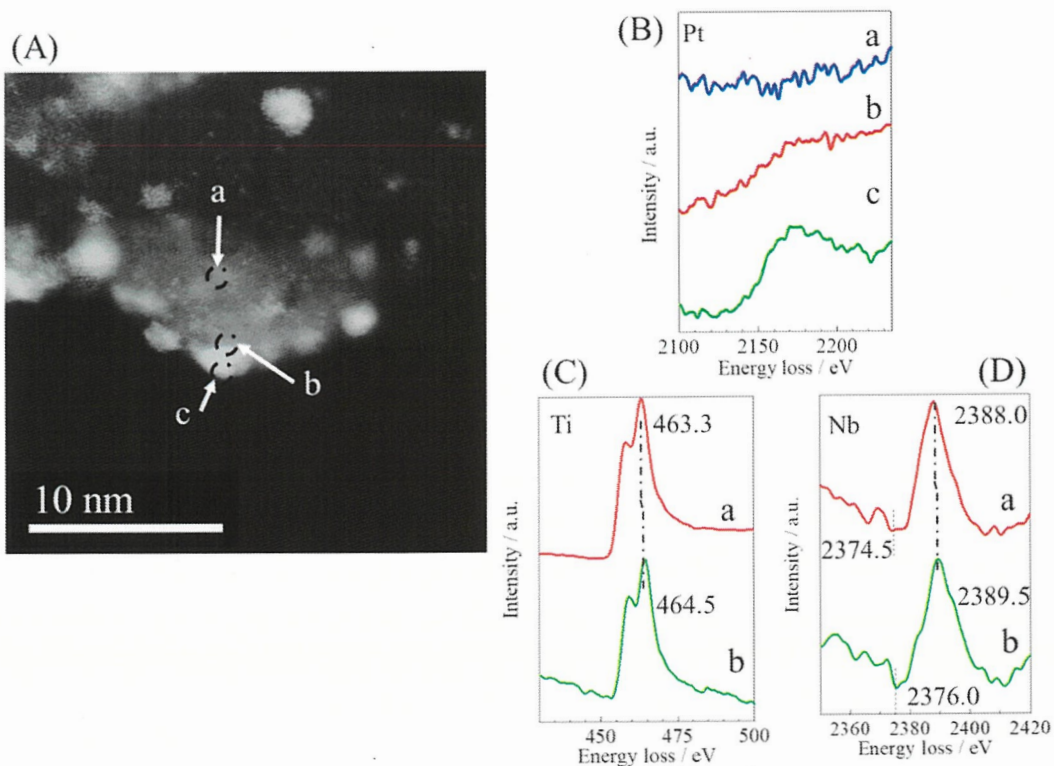 (A)
a
b
c
10 nm
(B)
Pt
a
b
c
Intensity / a.u.
2100
2150
2200
Energy loss / eV
(C)
Ti
463.3
a
464.5
b
Intensity / a.u.
450
475
500
Energy loss / eV
(D)
Nb
2388.0
a
2374.5
2389.5
b
2376.0
Intensity / a.u.
2360
2380
2400
2420
Energy loss / eV